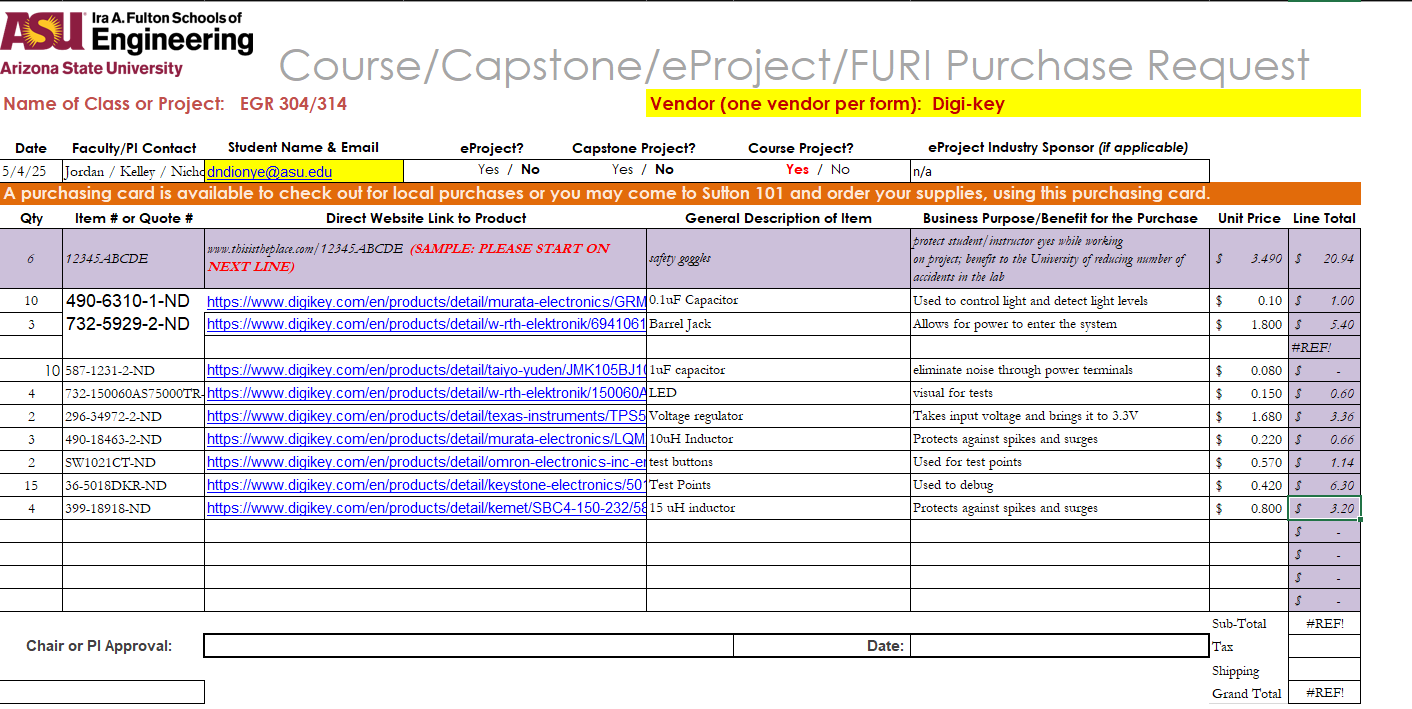 ASU Ira A. Fulton Schools of
Engineering
Arizona State University
Course/Capstone/eProject/FURI Purchase Request
Name of Class or Project: EGR 304/314 Vendor (one vendor per form): Digi-key
Date Faculty/PI Contact Student Name & Email eProject? Capstone Project? Course Project? eProject Industry Sponsor (if applicable)
5/4/25 Jordan / Kelley / Nicho dndionye@asu.edu Yes / No Yes / No Yes / No n/a
A purchasing card is available to check out for local purchases or you may come to Sutton 101 and order your supplies, using this purchasing card.
Qty Item # or Quote # Direct Website Link to Product General Description of Item Business Purpose/Benefit for the Purchase Unit Price Line Total
6 12345ABCDE www.thisistheplace.com/12345ABCDE (SAMPLE: PLEASE START ON
NEXT LINE) safety goggles protect student/instructor eyes while working
on project; benefit to the University of reducing number of
accidents in the lab $ 3.490 $ 20.94
10 490-6310-1-ND https://www.digikey.com/en/products/detail/murata-electronics/GRM 0.1uF Capacitor Used to control light and detect light levels $ 0.10 $ 1.00
3 732-5929-2-ND https://www.digikey.com/en/products/detail/w-rth-elektronik/6941061 Barrel Jack Allows for power to enter the system $ 1.800 $ 5.40
#REF!
10 587-1231-2-ND https://www.digikey.com/en/products/detail/taiyo-yuden/JMK105BJ10 1uF capacitor eliminate noise through power terminals $ 0.080 $ -
4 732-150060AS75000TR- https://www.digikey.com/en/products/detail/w-rth-elektronik/150060A LED visual for tests $ 0.150 $ 0.60
2 296-34972-2-ND https://www.digikey.com/en/products/detail/texas-instruments/TPS5 Voltage regulator Takes input voltage and brings it to 3.3V $ 1.680 $ 3.36
3 490-18463-2-ND https://www.digikey.com/en/products/detail/murata-electronics/LQM 10uH Inductor Protects against spikes and surges $ 0.220 $ 0.66
2 SW1021CT-ND https://www.digikey.com/en/products/detail/omron-electronics-inc-en test buttons Used for test points $ 0.570 $ 1.14
15 36-5018DKR-ND https://www.digikey.com/en/products/detail/keystone-electronics/501 Test Points Used to debug $ 0.420 $ 6.30
4 399-18918-ND https://www.digikey.com/en/products/detail/kemet/SBC4-150-232/58 15 uH inductor Protects against spikes and surges $ 0.800 $ 3.20
$ -
$ -
$ -
$ -
Sub-Total #REF!
Chair or PI Approval: Date: Tax
Shipping
Grand Total #REF!